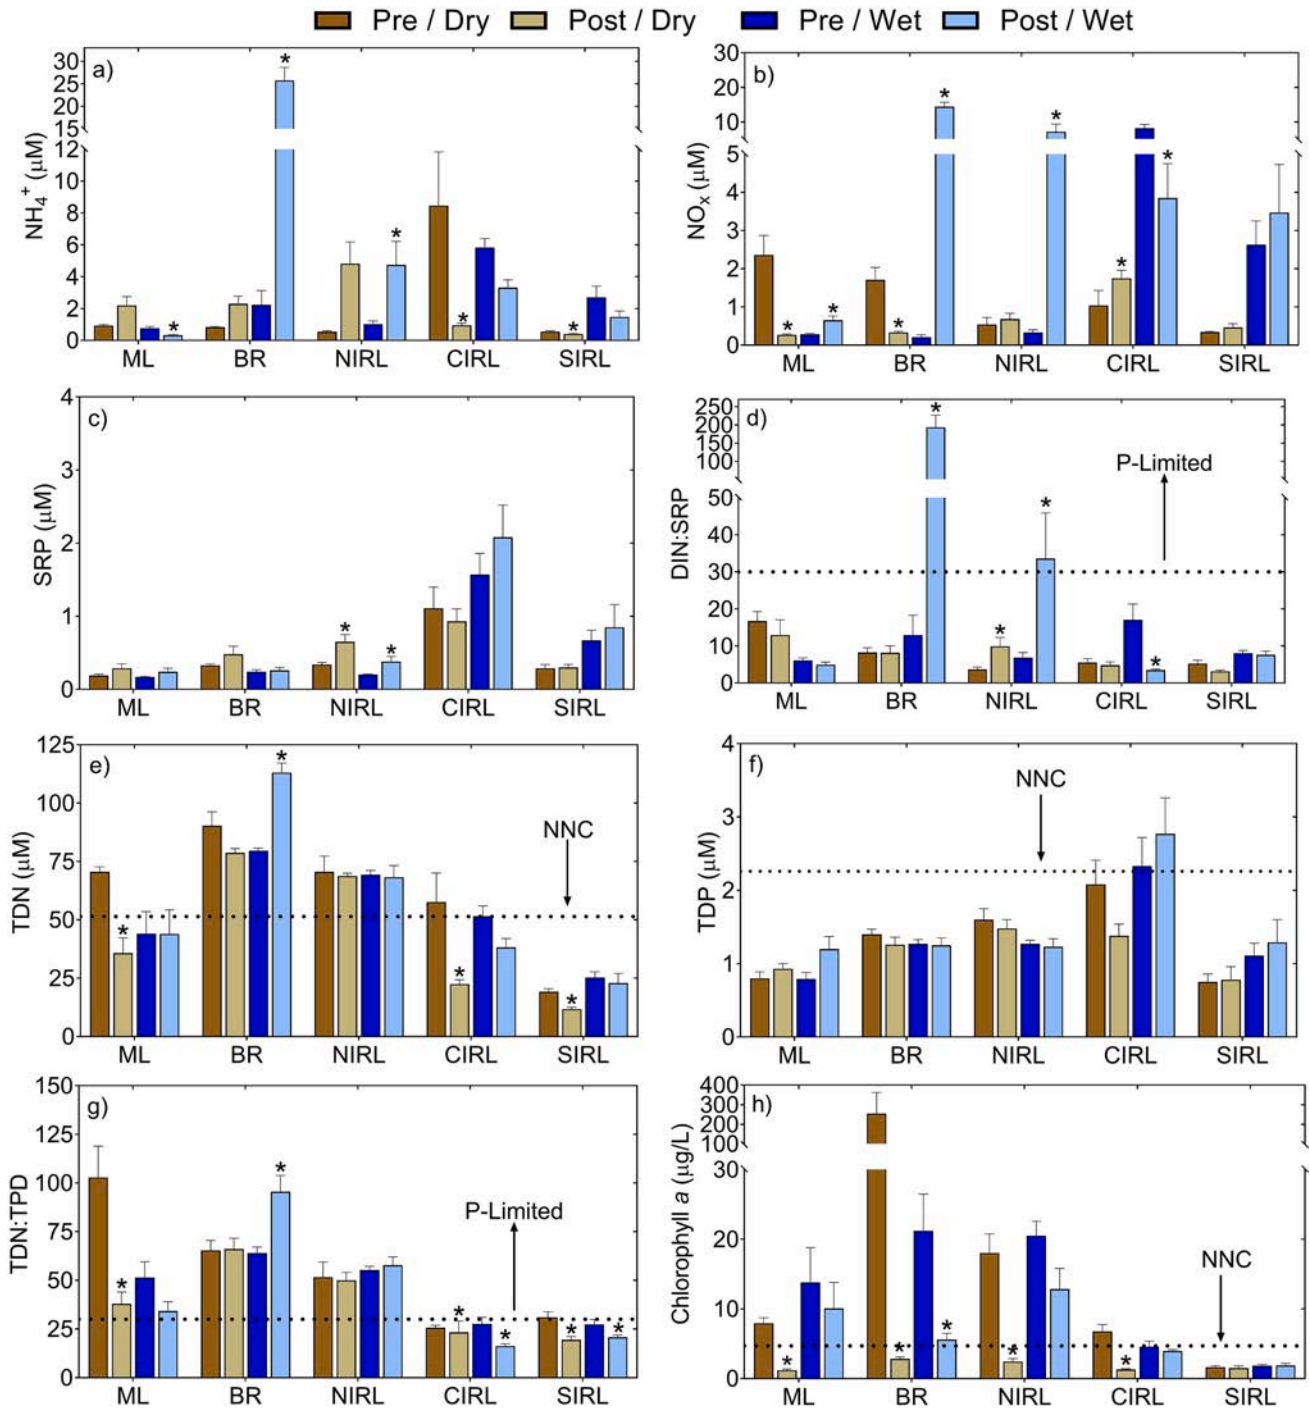 Pre / Dry Post / Dry Pre / Wet Post / Wet
a)
NH₄⁺ (μM)
30
25
20
15
12
10
8
6
4
2
0
* * * * *
ML BR NIRL CIRL SIRL
b)
NOₓ (μM)
30
20
10
5
4
3
2
1
0
* * * * * * *
ML BR NIRL CIRL SIRL
c)
SRP (μM)
4
3
2
1
0
* *
ML BR NIRL CIRL SIRL
d)
DIN:SRP
250
200
150
100
50
40
30
20
10
0
P-Limited
* * * *
ML BR NIRL CIRL SIRL
e)
TDN (μM)
125
100
75
50
25
0
NNC
* * * *
ML BR NIRL CIRL SIRL
f)
TDP (μM)
4
3
2
1
0
NNC
ML BR NIRL CIRL SIRL
g)
TDN:TPD
150
125
100
75
50
25
0
P-Limited
* * * * * *
ML BR NIRL CIRL SIRL
h)
Chlorophyll a (μg/L)
400
300
200
100
30
20
10
0
NNC
* * * * *
ML BR NIRL CIRL SIRL